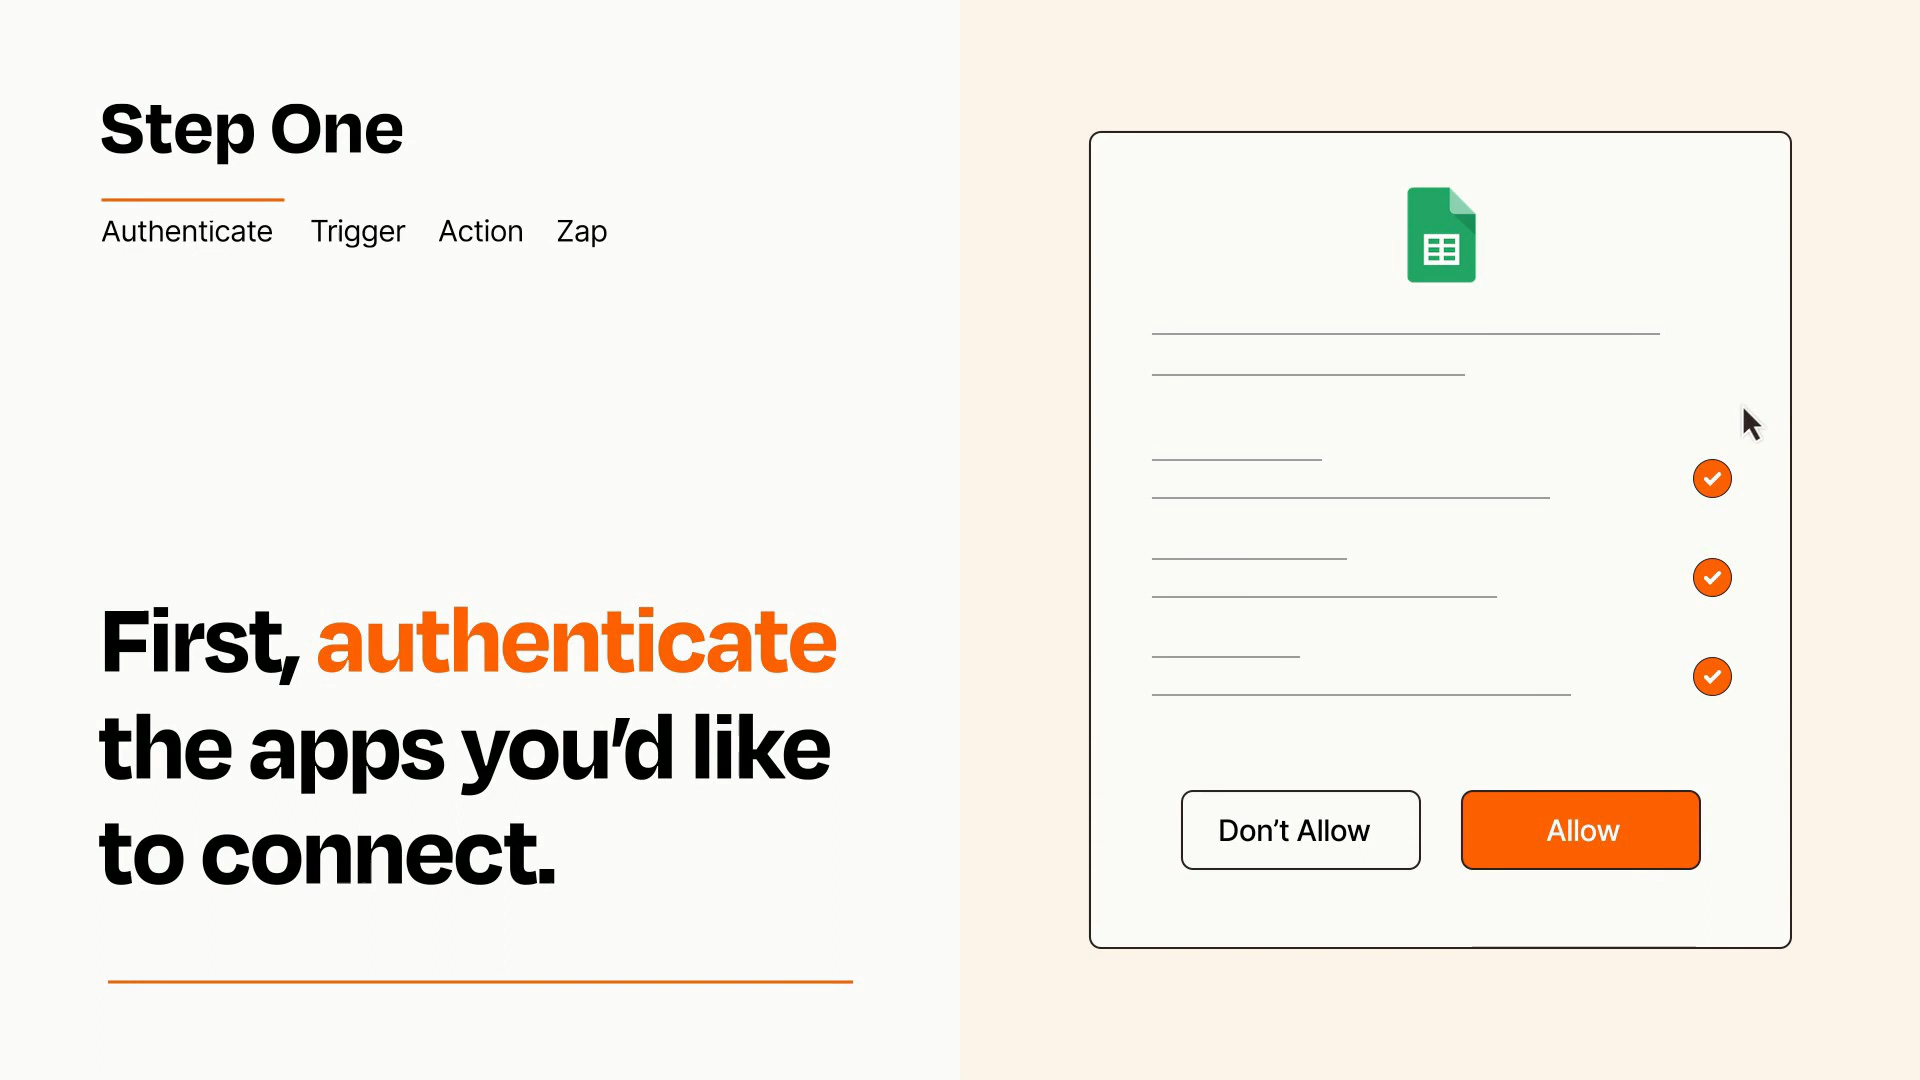 Step One
Authenticate Trigger Action Zap
First, authenticate
the apps you’d like
to connect.
Don’t Allow Allow